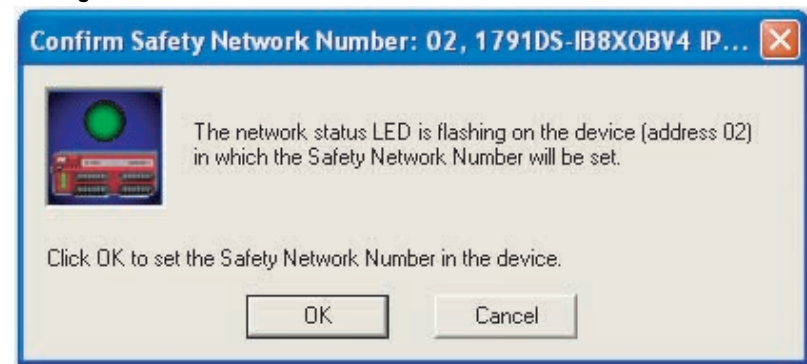 Confirm Safety Network Number: 02, 1791DS-IB8XOBV4 IP...
The network status LED is flashing on the device (address 02)
in which the Safety Network Number will be set.
Click OK to set the Safety Network Number in the device.
OK
Cancel